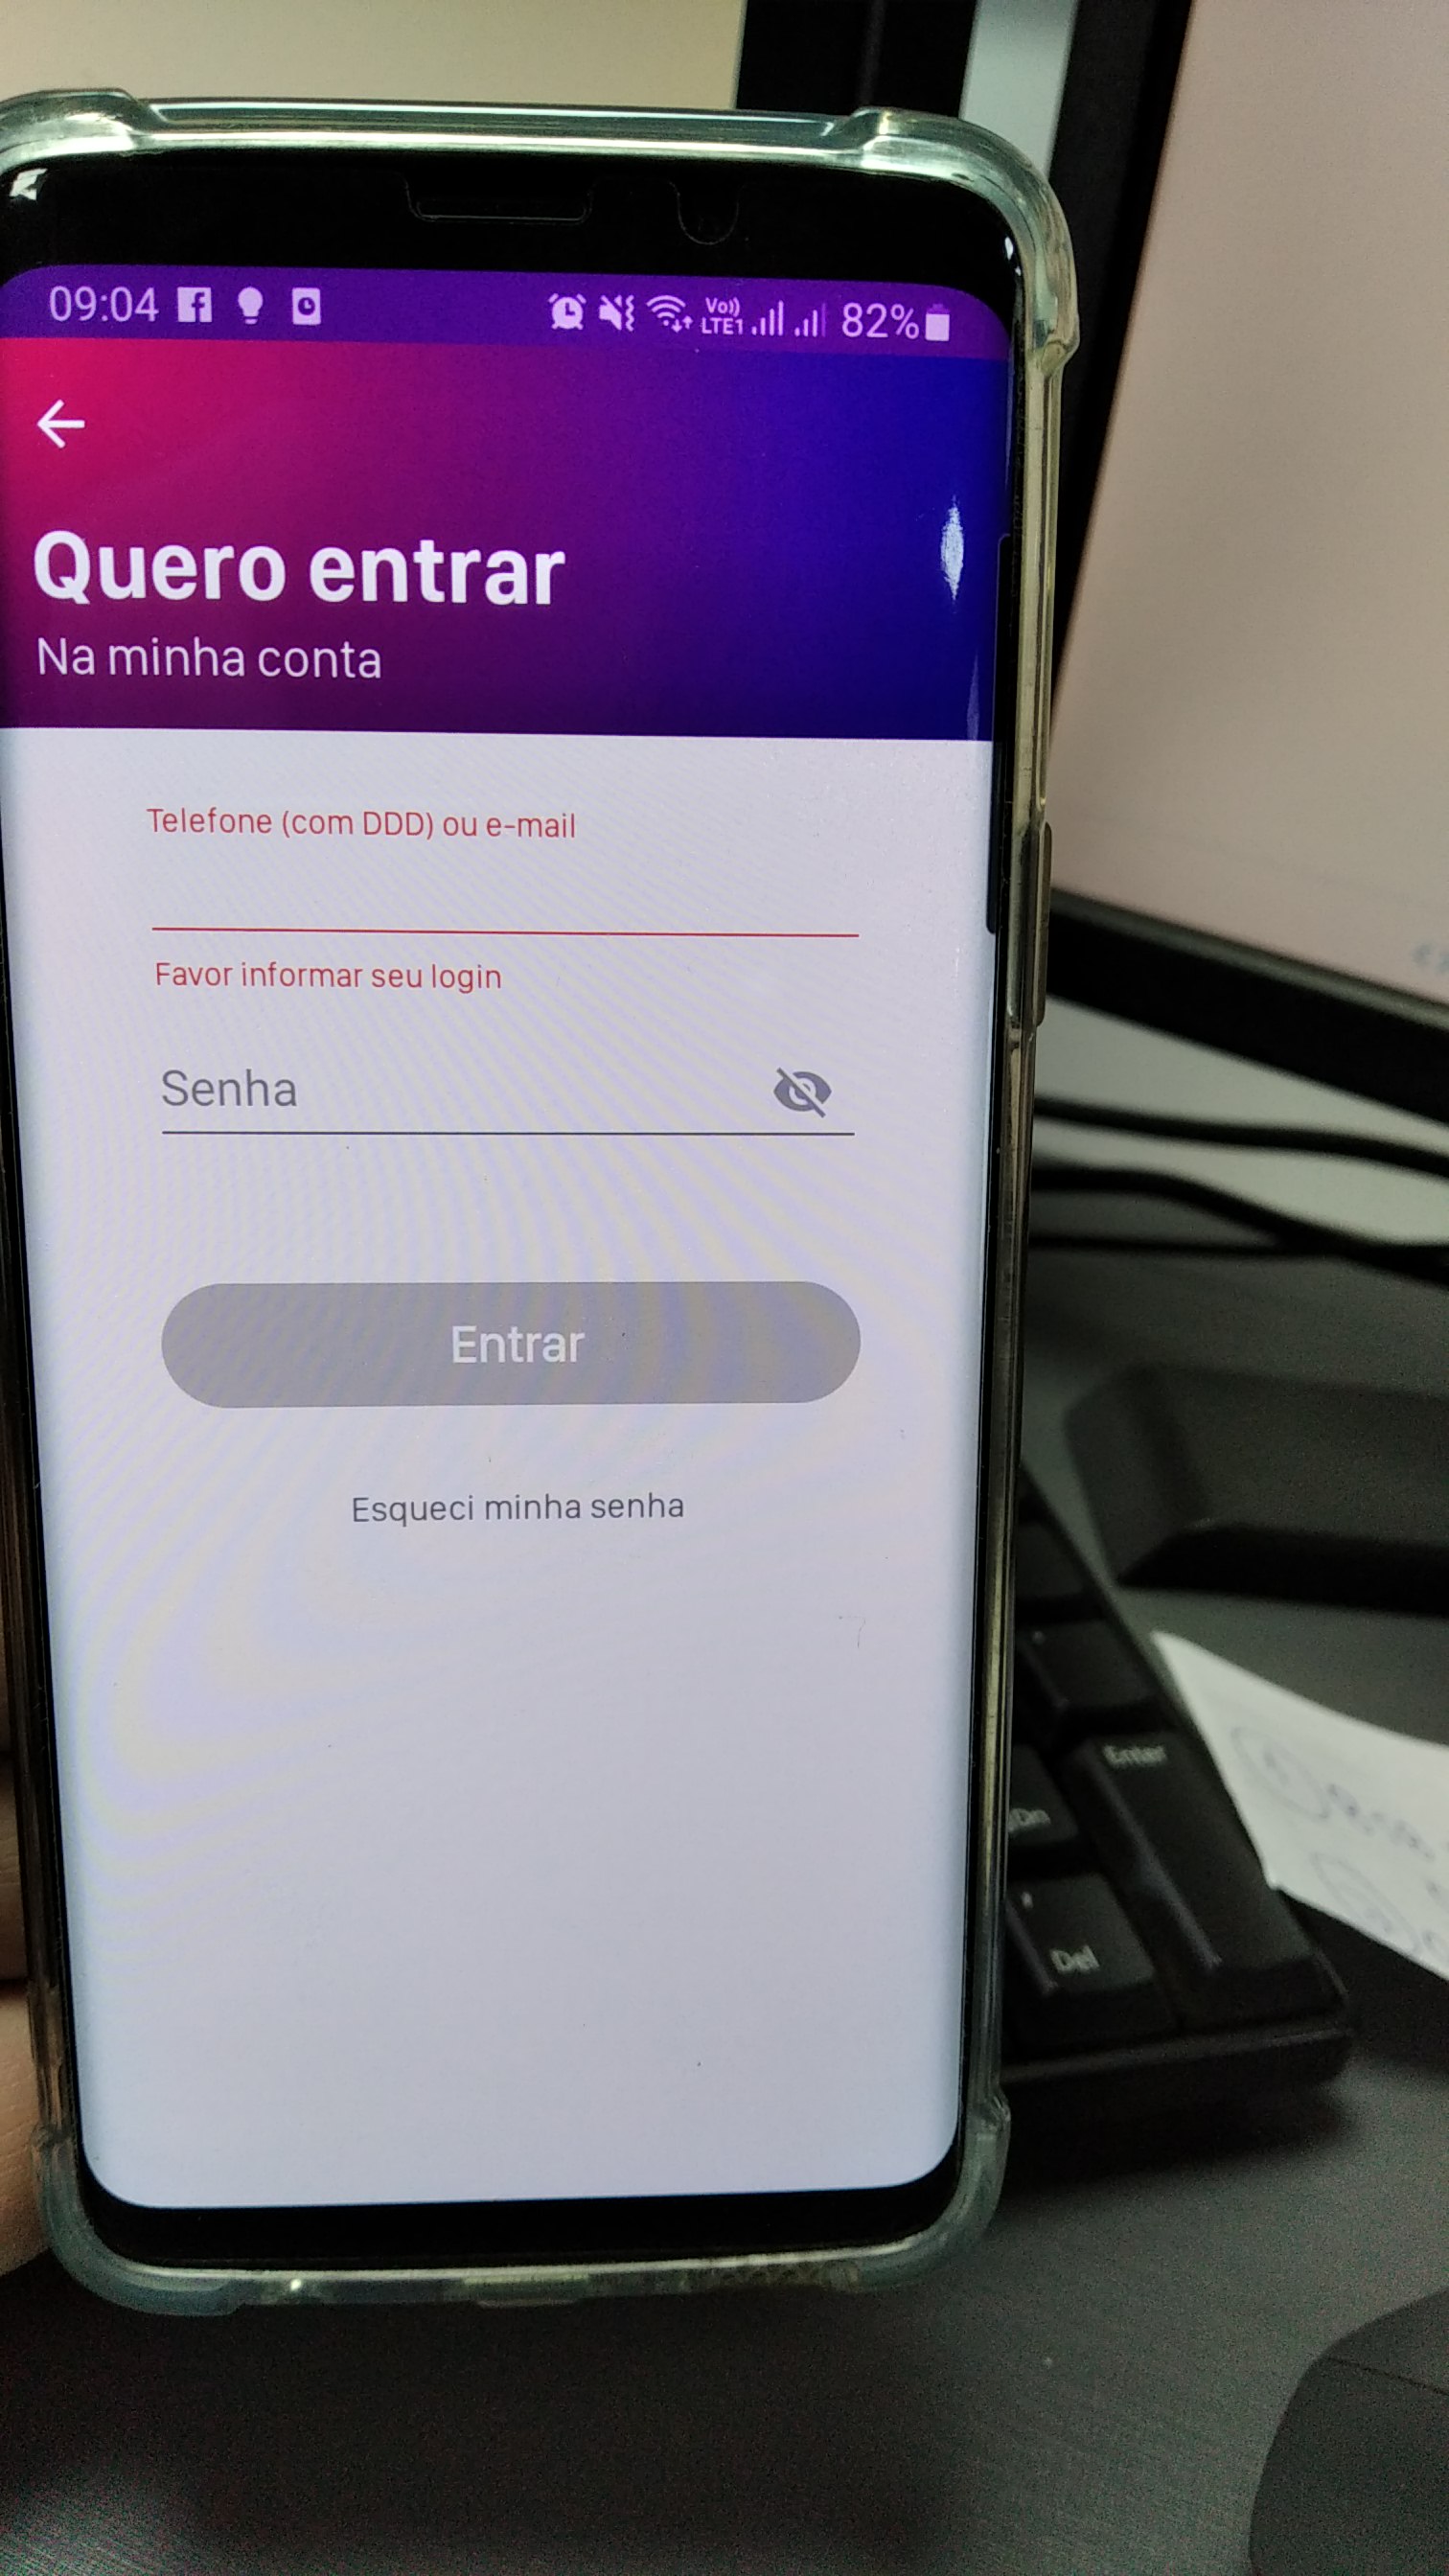 09:04 Vo)) LTE1 82%
Quero entrar
Na minha conta
Telefone (com DDD) ou e-mail
Favor informar seu login
Senha
Entrar
Esqueci minha senha
Enter
Del